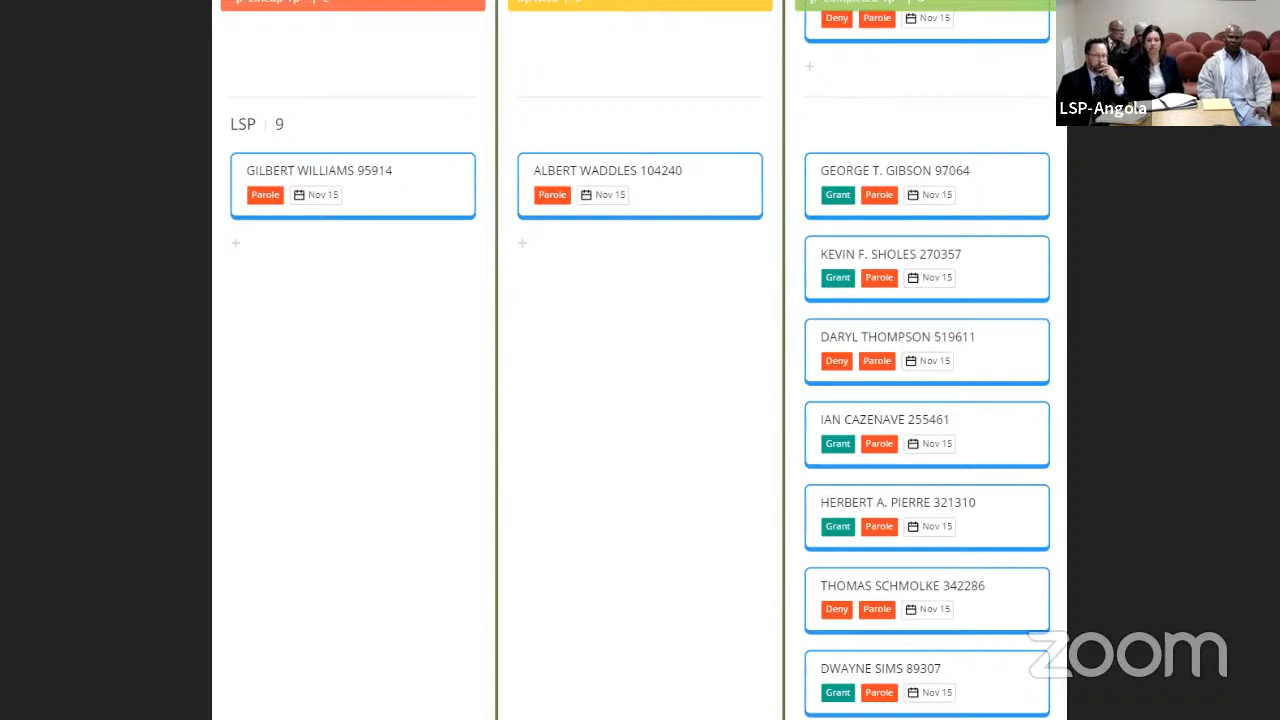 Deny Parole Nov 15
+
LSP 9
GILBERT WILLIAMS 95914
Parole Nov 15
+
ALBERT WADDLES 104240
Parole Nov 15
+
GEORGE T. GIBSON 97064
Grant Parole Nov 15
KEVIN F. SHOLES 270357
Grant Parole Nov 15
DARYL THOMPSON 519611
Deny Parole Nov 15
IAN CAZENAVE 255461
Grant Parole Nov 15
HERBERT A. PIERRE 321310
Grant Parole Nov 15
THOMAS SCHMOLKE 342286
Deny Parole Nov 15
DWAYNE SIMS 89307
Grant Parole Nov 15
LSP-Angola
zoom